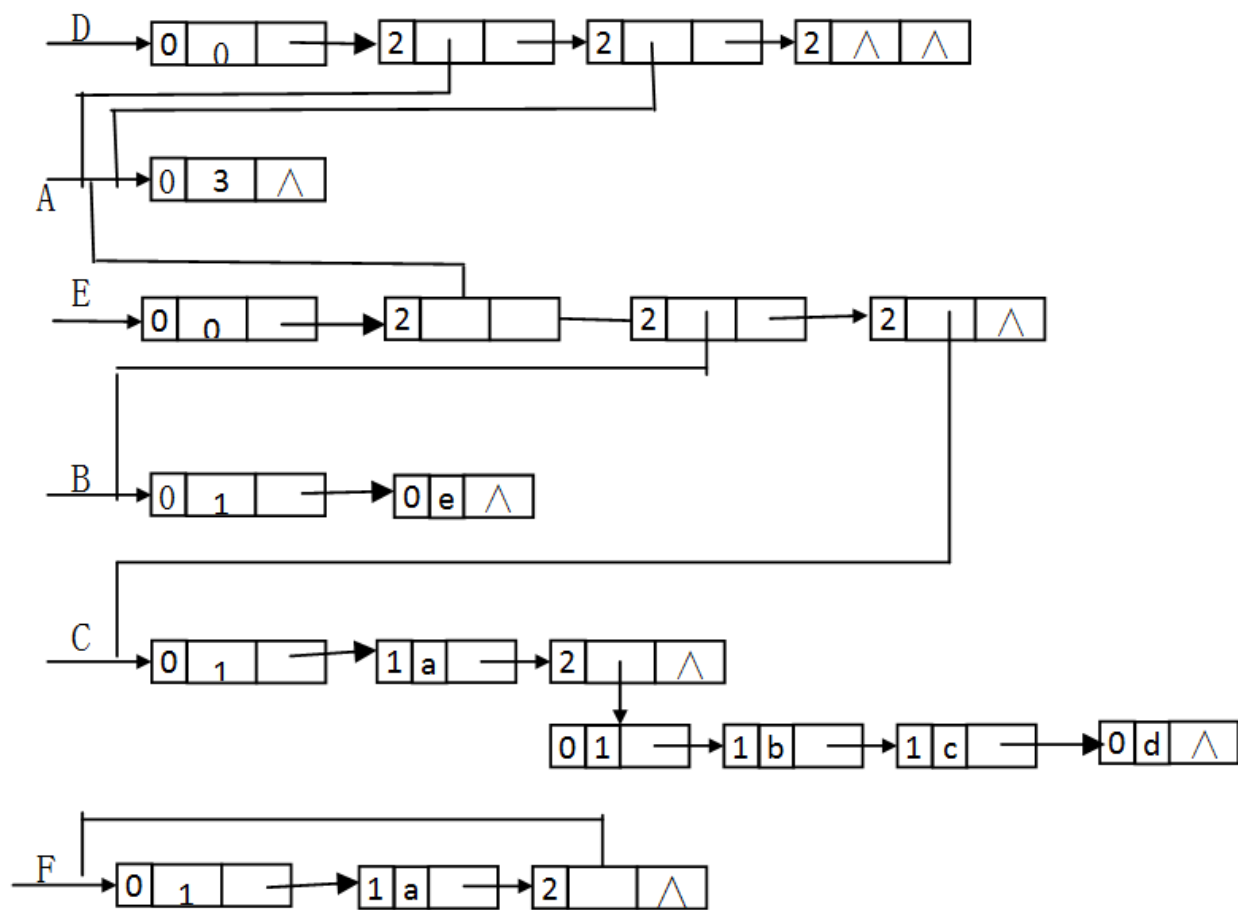 D
0 0 2 2 2 ∧ ∧
A
0 3 ∧
E
0 0 2 2 2 ∧
B
0 1 0 e ∧
C
0 1 1 a 2 ∧
0 1 1 b 1 c 0 d ∧
F
0 1 1 a 2 ∧